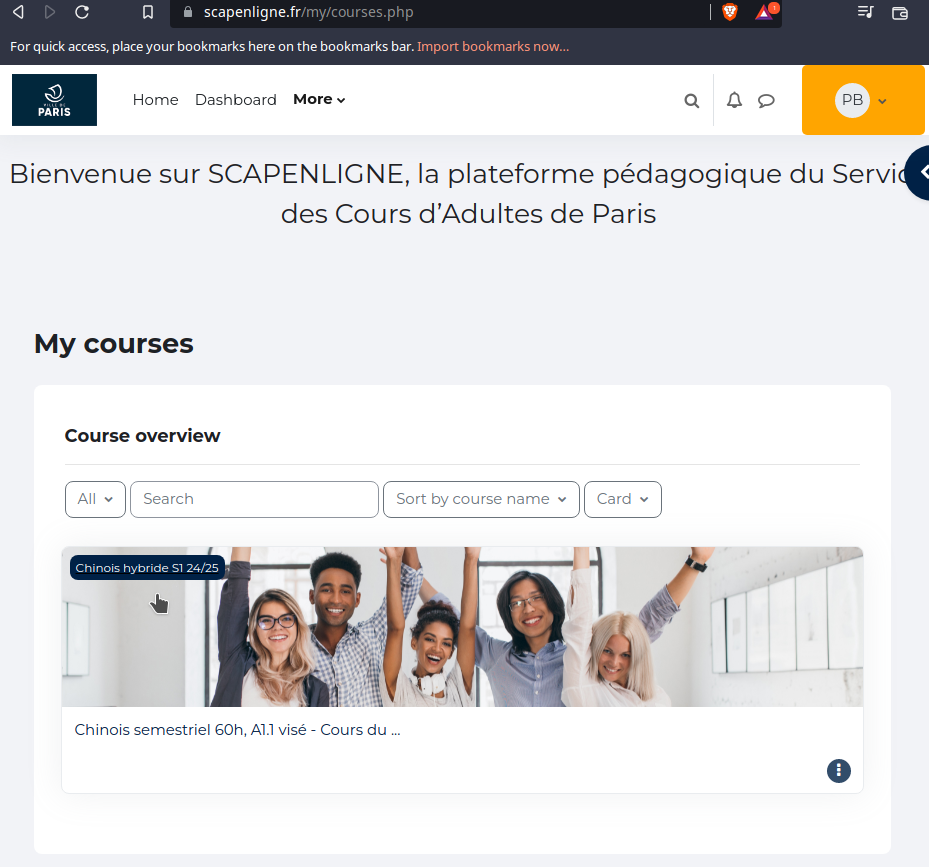 scapenligne.fr/my/courses.php
1
For quick access, place your bookmarks here on the bookmarks bar. Import bookmarks now...
VILLE DE
PARIS
Home Dashboard More
PB
Bienvenue sur SCAPENLIGNE, la plateforme pédagogique du Servic
des Cours d’Adultes de Paris
My courses
Course overview
All Search Sort by course name Card
Chinois hybride S1 24/25
Chinois semestriel 60h, A1.1 visé - Cours du ...